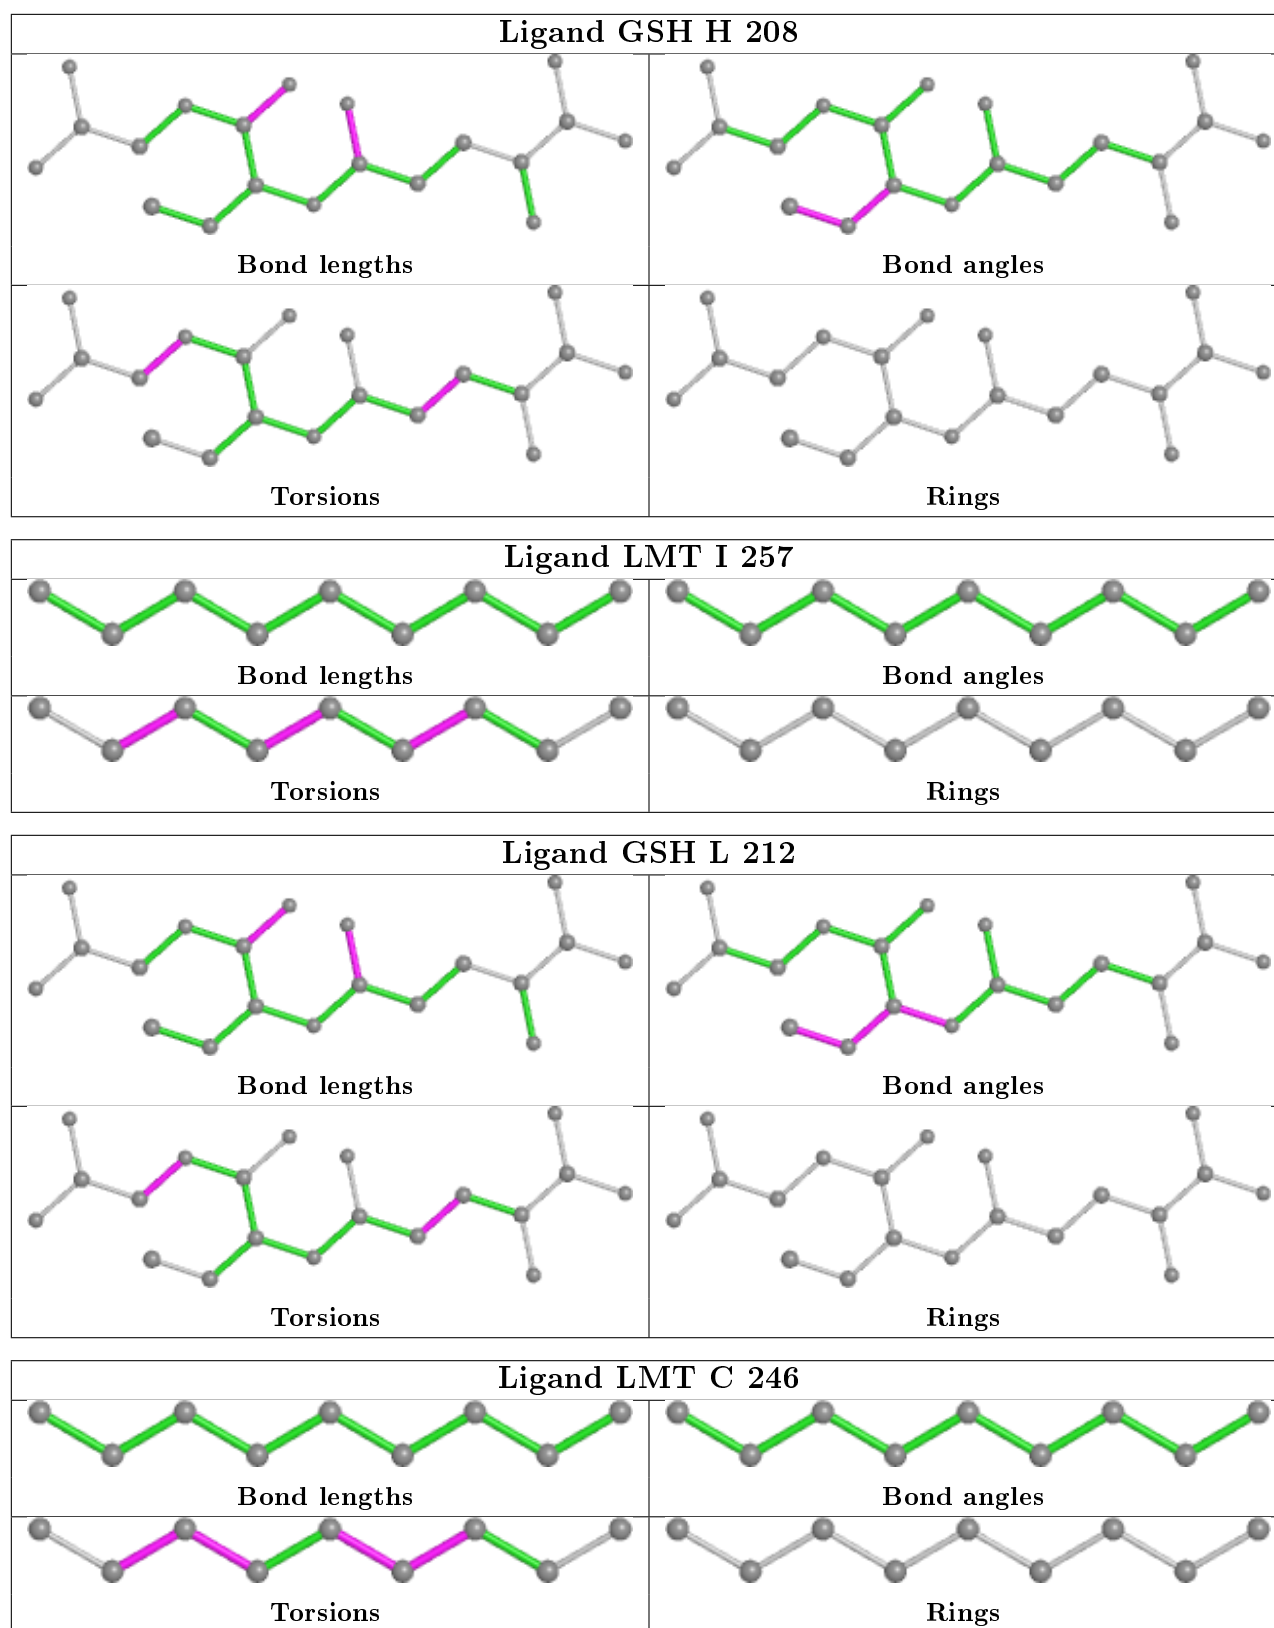 Ligand GSH H 208
Bond lengths
Bond angles
Torsions
Rings
Ligand LMT I 257
Bond lengths
Bond angles
Torsions
Rings
Ligand GSH L 212
Bond lengths
Bond angles
Torsions
Rings
Ligand LMT C 246
Bond lengths
Bond angles
Torsions
Rings